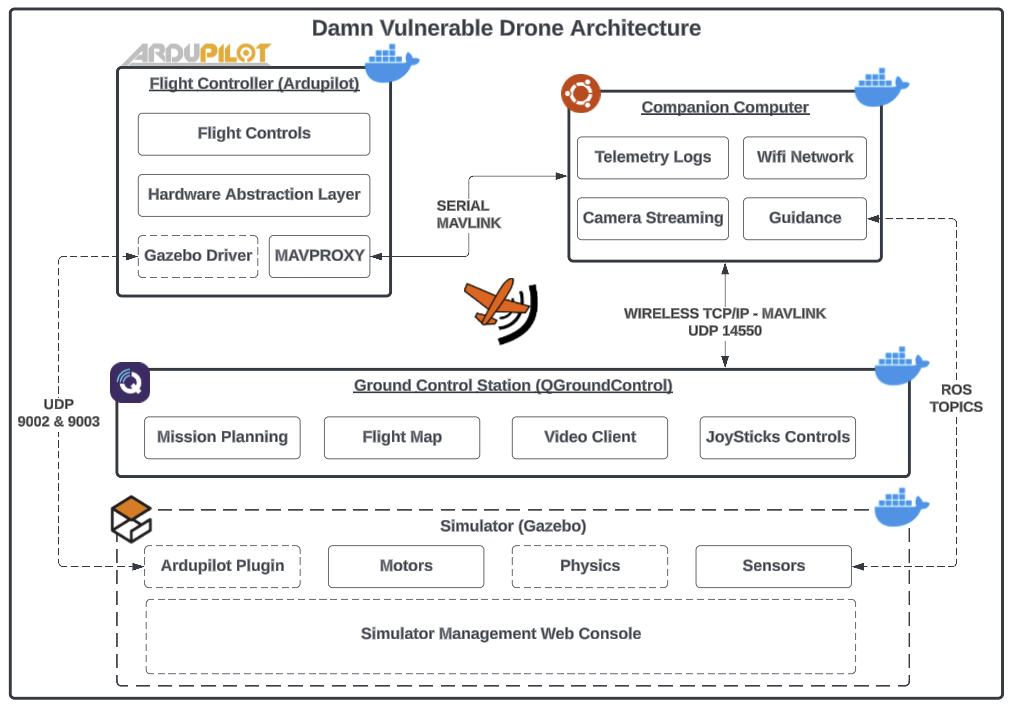 Damn Vulnerable Drone Architecture
ARDUPILOT
Flight Controller (Ardupilot)
Flight Controls
Hardware Abstraction Layer
Gazebo Driver
MAVPROXY
SERIAL
MAVLINK
Companion Computer
Telemetry Logs
Wifi Network
Camera Streaming
Guidance
WIRELESS TCP/IP - MAVLINK
UDP 14550
UDP
9002 & 9003
ROS
TOPICS
Ground Control Station (QGroundControl)
Mission Planning
Flight Map
Video Client
JoySticks Controls
Simulator (Gazebo)
Ardupilot Plugin
Motors
Physics
Sensors
Simulator Management Web Console